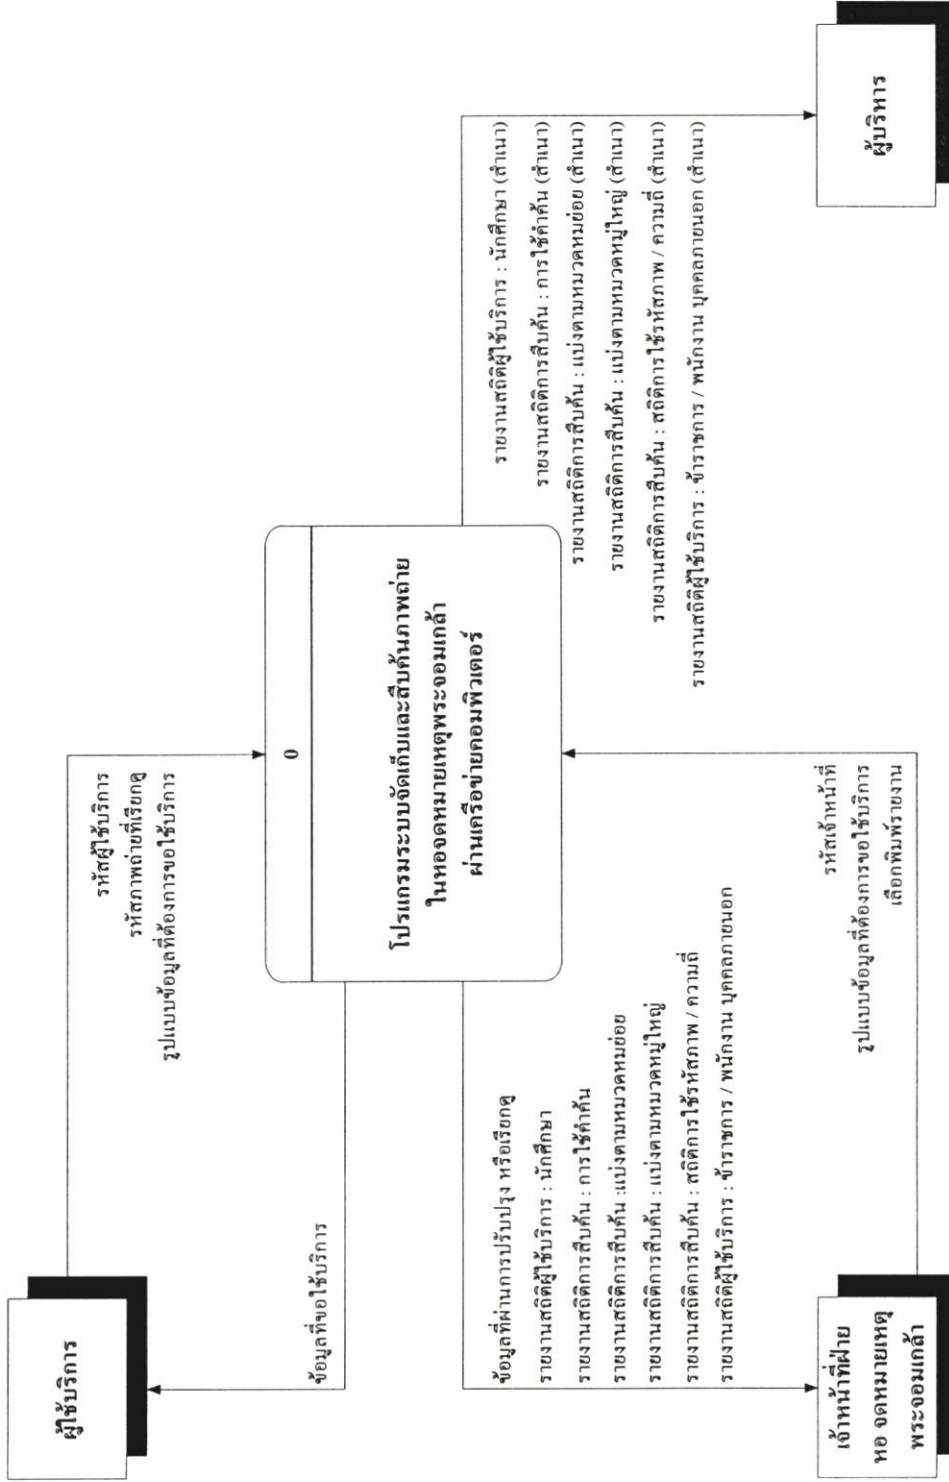 ผู้ใช้บริการ
รหัสผู้ใช้บริการ
รหัสภาพถ่ายที่เรียกดู
รูปแบบข้อมูลที่ต้องการขอใช้บริการ
ข้อมูลที่ขอใช้บริการ
0
โปรแกรมระบบจัดเก็บและสืบค้นภาพถ่าย
ในหอจดหมายเหตุพระจอมเกล้า
ผ่านเครือข่ายคอมพิวเตอร์
ข้อมูลที่ผ่านการปรับปรุง หรือเรียกดู
รายงานสถิติผู้ใช้บริการ : นักศึกษา
รายงานสถิติการสืบค้น : การใช้คำค้น
รายงานสถิติการสืบค้น :แบ่งตามหมวดหมย่อย
รายงานสถิติการสืบค้น : แบ่งตามหมวดหมู่ใหญ่
รายงานสถิติการสืบค้น : สถิติการใช้รหัสภาพ / ความถี่
รายงานสถิติผู้ใช้บริการ : ข้าราชการ / พนักงาน บุคคลภายนอก
รายงานสถิติผู้ใช้บริการ : นักศึกษา (สำเนา)
รายงานสถิติการสืบค้น : การใช้คำค้น (สำเนา)
รายงานสถิติการสืบค้น : แบ่งตามหมวดหมย่อย (สำเนา)
รายงานสถิติการสืบค้น : แบ่งตามหมวดหมู่ใหญ่ (สำเนา)
รายงานสถิติการสืบค้น : สถิติการใช้รหัสภาพ / ความถี่ (สำเนา)
รายงานสถิติผู้ใช้บริการ : ข้าราชการ / พนักงาน บุคคลภายนอก (สำเนา)
รหัสเจ้าหน้าที่
รูปแบบข้อมูลที่ต้องการขอใช้บริการ
เลือกพิมพ์รายงาน
เจ้าหน้าที่ฝ่าย
หอ จดหมายเหตุ
พระจอมเกล้า
ผู้บริหาร